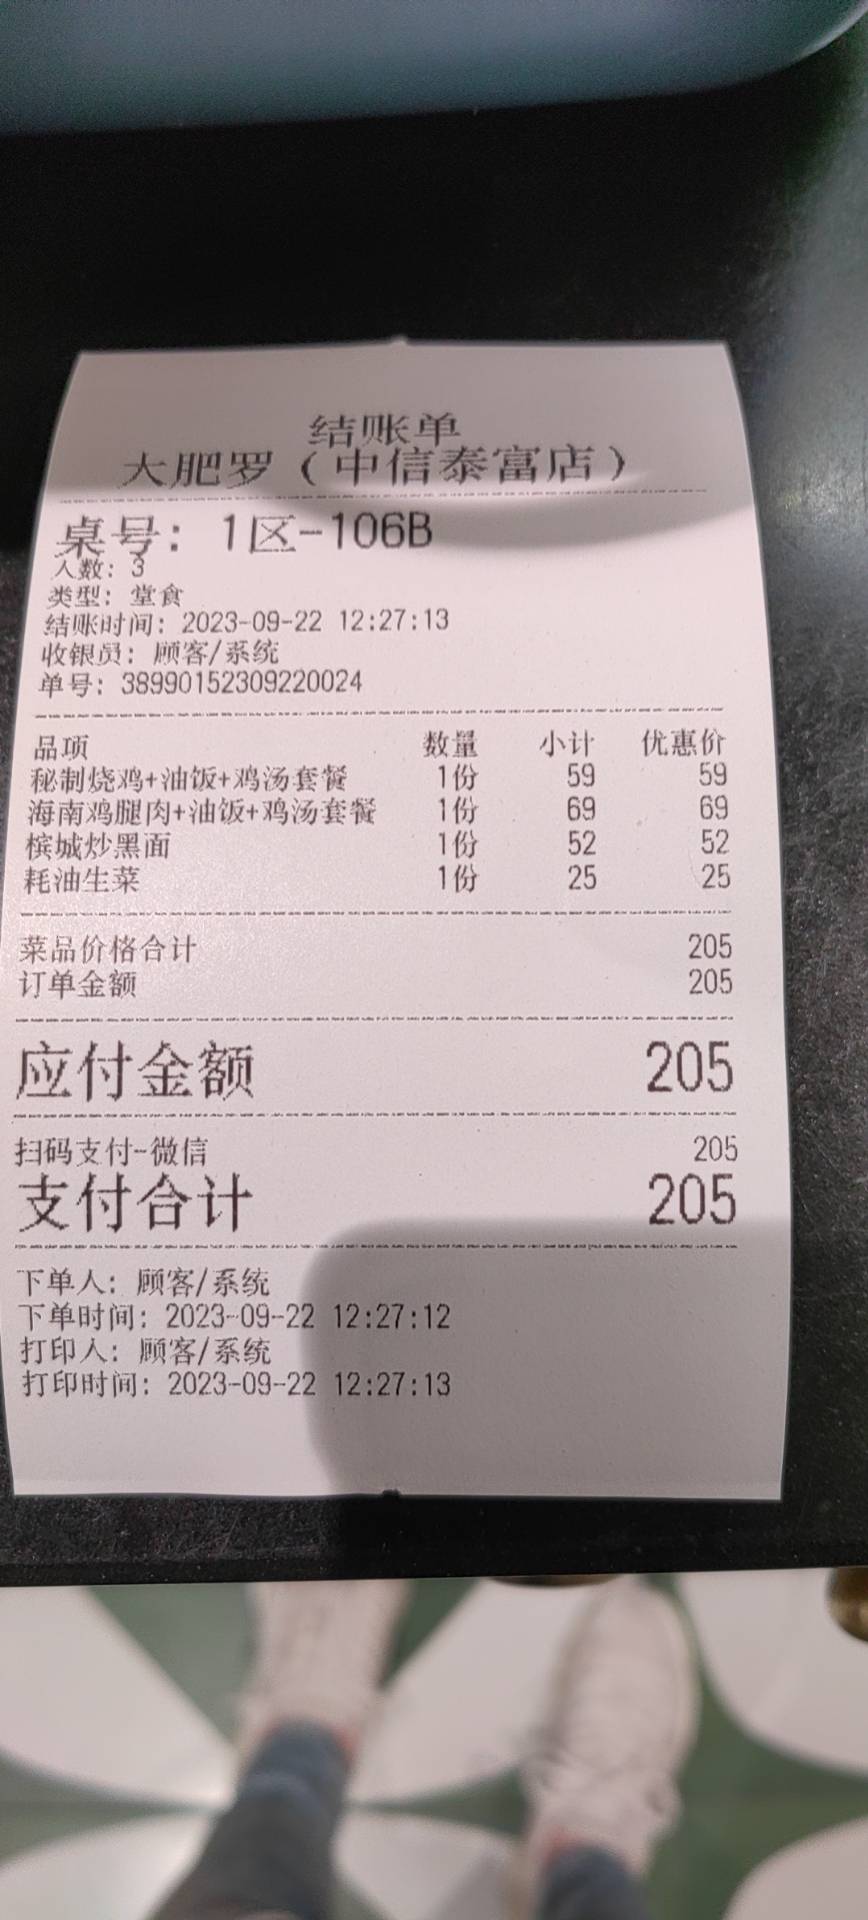 结账单
大肥罗（中信泰富店）
桌号：1区-106B
人数：3
类型：堂食
结账时间：2023-09-22 12:27:13
收银员：顾客/系统
单号：38990152309220024
品项 数量 小计 优惠价
秘制烧鸡+油饭+鸡汤套餐 1份 59 59
海南鸡腿肉+油饭+鸡汤套餐 1份 69 69
槟城炒黑面 1份 52 52
耗油生菜 1份 25 25
菜品价格合计 205
订单金额 205
应付金额 205
扫码支付-微信 205
支付合计 205
下单人：顾客/系统
下单时间：2023-09-22 12:27:12
打印人：顾客/系统
打印时间：2023-09-22 12:27:13